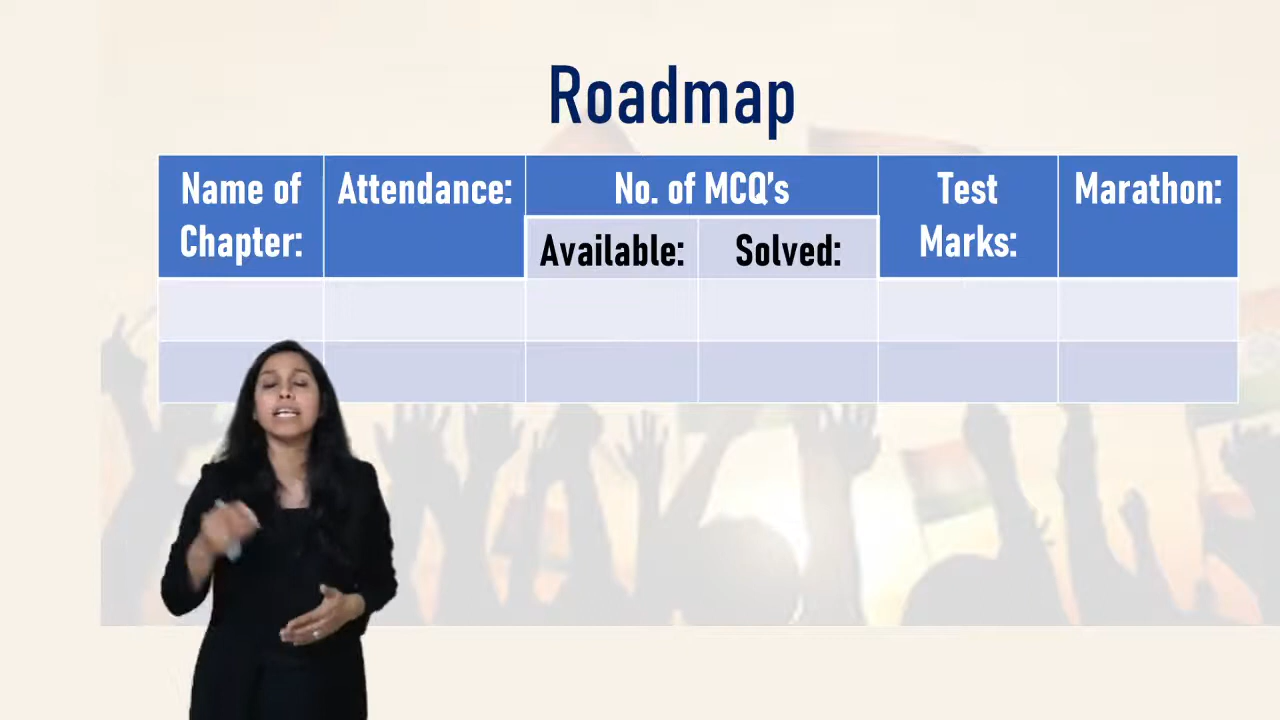 Roadmap
Name of Chapter:
Attendance:
No. of MCQ's
Test Marks:
Marathon:
Available:
Solved: